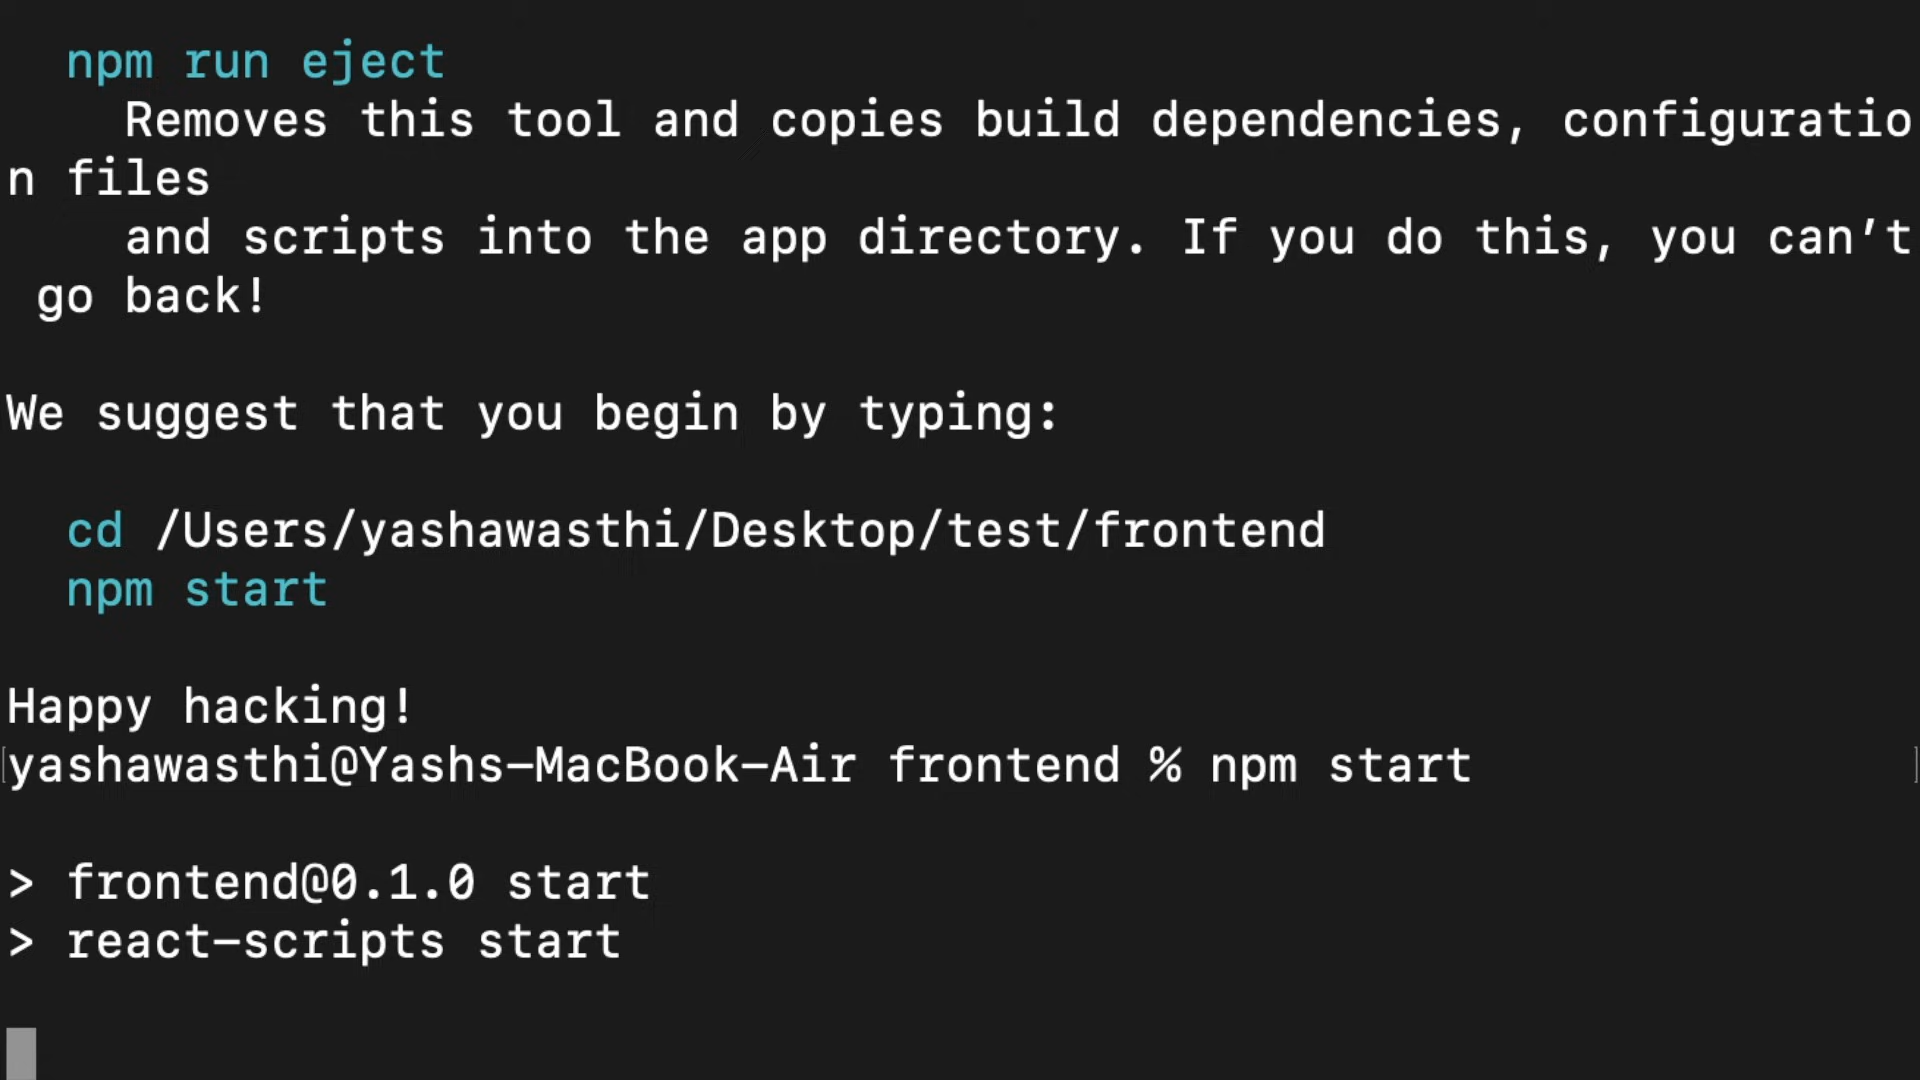 npm run eject
Removes this tool and copies build dependencies, configuratio
n files
and scripts into the app directory. If you do this, you can’t
go back!
We suggest that you begin by typing:
cd /Users/yashawasthi/Desktop/test/frontend
npm start
Happy hacking!
[yashawasthi@Yashs-MacBook-Air frontend % npm start ]
> frontend@0.1.0 start
> react-scripts start